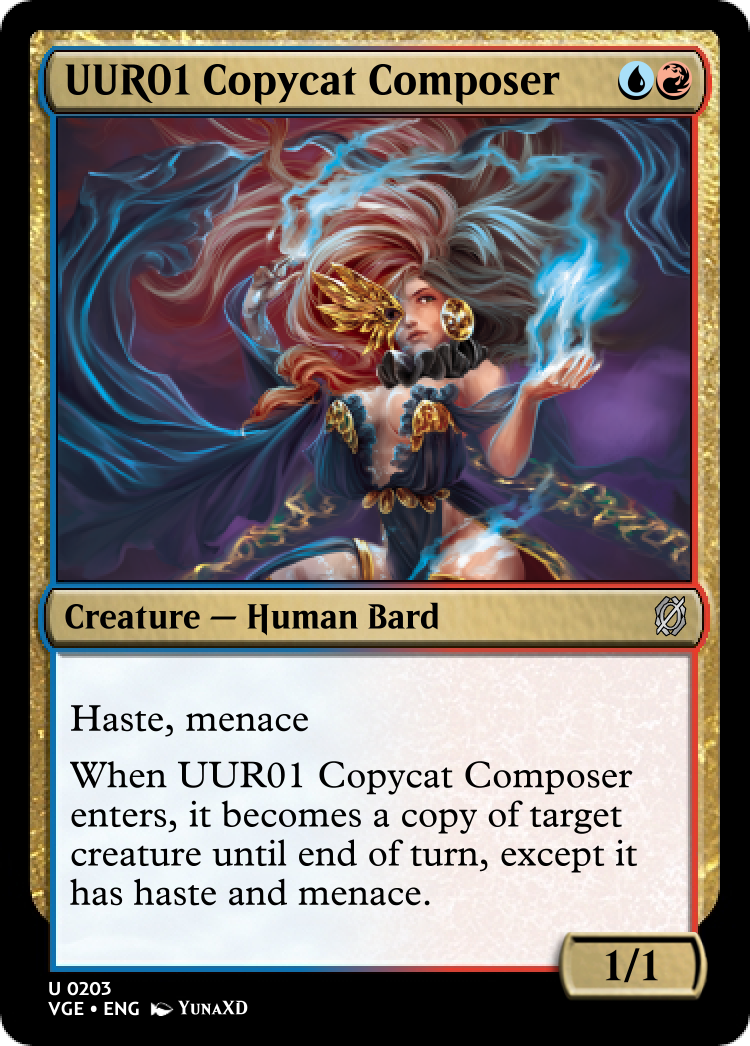 UUR01 Copycat Composer
Creature — Human Bard
Haste, menace
When UUR01 Copycat Composer
enters, it becomes a copy of target
creature until end of turn, except it
has haste and menace.
1/1
U 0203
VGE • ENG YunaXD